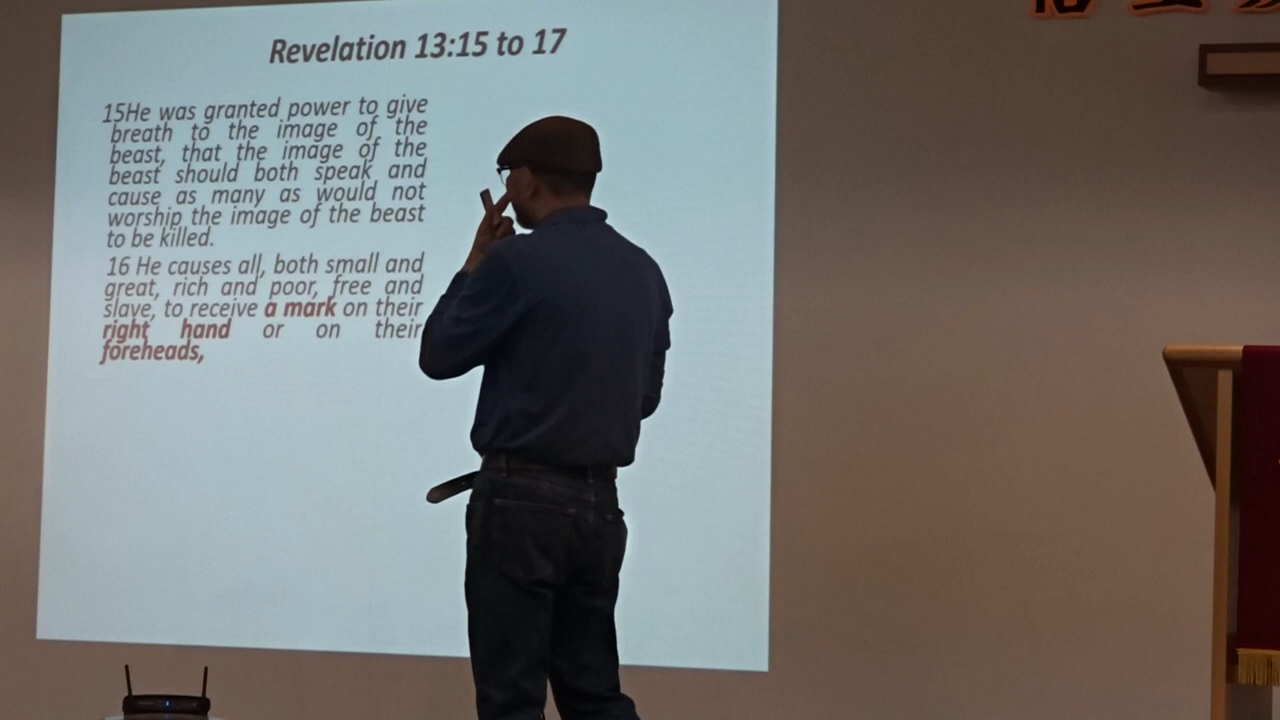 Revelation 13:15 to 17
15He was granted power to give
breath to the image of the
beast, that the image of the
beast should both speak and
cause as many as would not
worship the image of the beast
to be killed.
16 He causes all, both small and
great, rich and poor, free and
slave, to receive a mark on their
right hand or on their
foreheads,